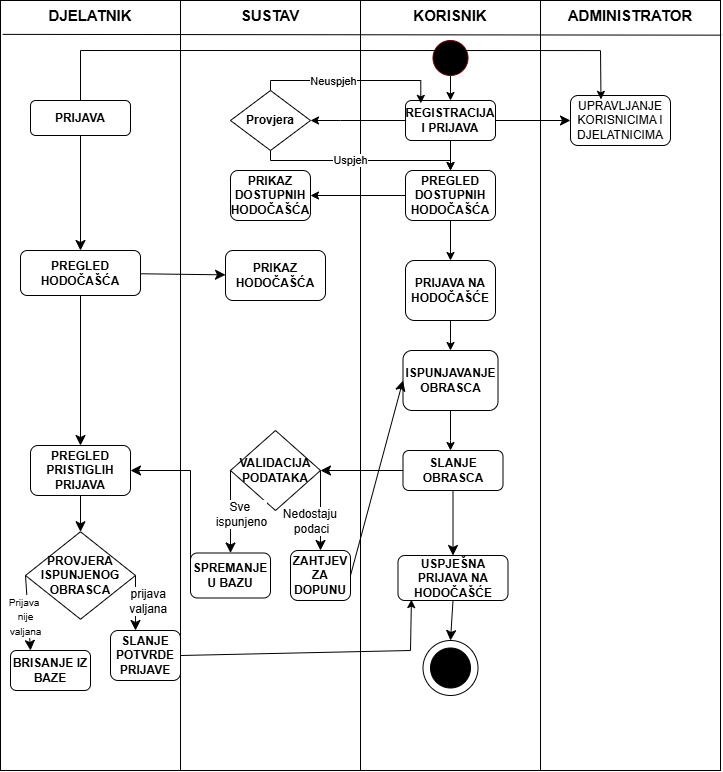 DJELATNIK
SUSTAV
KORISNIK
ADMINISTRATOR
Neuspjeh
PRIJAVA
Provjera
REGISTRACIJA
I PRIJAVA
UPRAVLJANJE
KORISNICIMA I
DJELATNICIMA
Uspjeh
PRIKAZ
DOSTUPNIH
HODOČAŠĆA
PREGLED
DOSTUPNIH
HODOČAŠĆA
PREGLED
HODOČAŠĆA
PRIKAZ
HODOČAŠĆA
PRIJAVA NA
HODOČAŠĆE
ISPUNJAVANJE
OBRASCA
PREGLED
PRISTIGLIH
PRIJAVA
VALIDACIJA
PODATAKA
SLANJE
OBRASCA
Sve
ispunjeno
Nedostaju
podaci
PROVJERA
ISPUNJENOG
OBRASCA
SPREMANJE
U BAZU
ZAHTJEV
ZA
DOPUNU
USPJEŠNA
PRIJAVA NA
HODOČAŠĆE
Prijava
nije
valjana
prijava
valjana
BRISANJE IZ
BAZE
SLANJE
POTVRDE
PRIJAVE